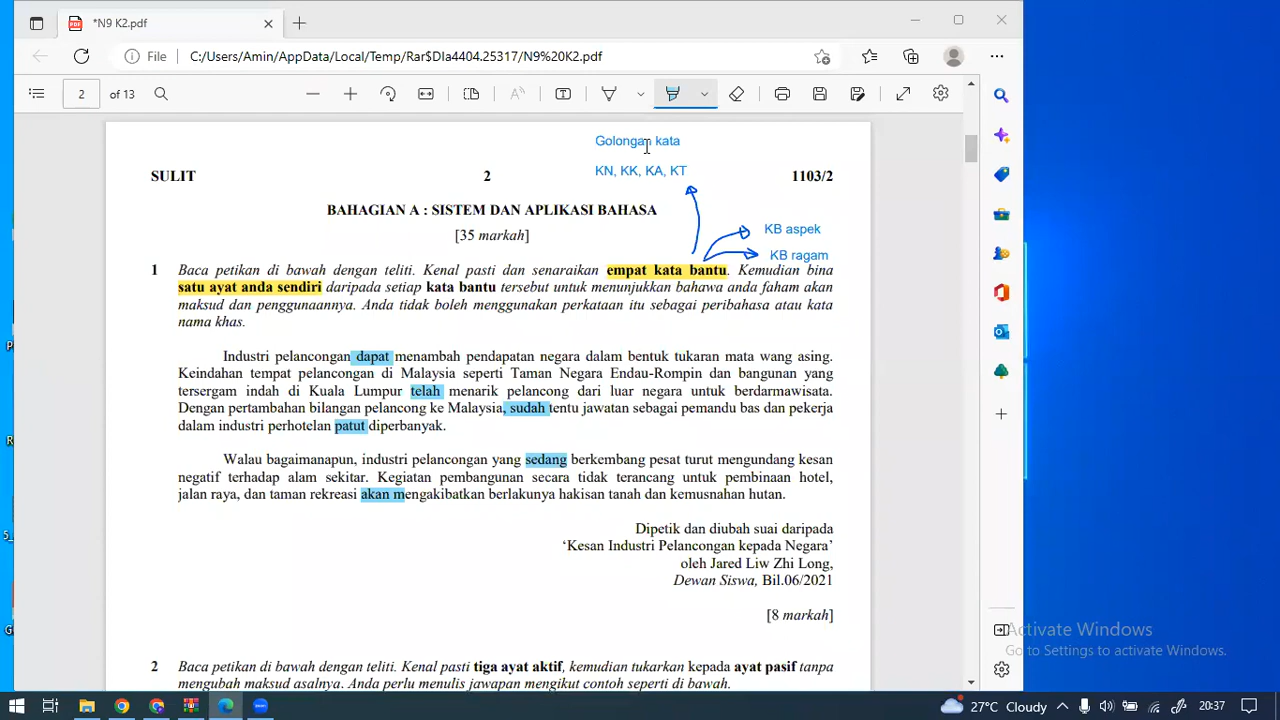 *N9 K2.pdf
File
C:/Users/Amin/AppData/Local/Temp/Rar$DIa4404.25317/N9%20K2.pdf
2 of 13
Golongan kata
KN, KK, KA, KT
SULIT 2 1103/2
BAHAGIAN A : SISTEM DAN APLIKASI BAHASA
[35 markah]
KB aspek
KB ragam
1 Baca petikan di bawah dengan teliti. Kenal pasti dan senaraikan empat kata bantu. Kemudian bina
satu ayat anda sendiri daripada setiap kata bantu tersebut untuk menunjukkan bahawa anda faham akan
maksud dan penggunaannya. Anda tidak boleh menggunakan perkataan itu sebagai peribahasa atau kata
nama khas.
Industri pelancongan dapat menambah pendapatan negara dalam bentuk tukaran mata wang asing.
Keindahan tempat pelancongan di Malaysia seperti Taman Negara Endau-Rompin dan bangunan yang
tersergam indah di Kuala Lumpur telah menarik pelancong dari luar negara untuk berdarmawisata.
Dengan pertambahan bilangan pelancong ke Malaysia, sudah tentu jawatan sebagai pemandu bas dan pekerja
dalam industri perhotelan patut diperbanyak.
Walau bagaimanapun, industri pelancongan yang sedang berkembang pesat turut mengundang kesan
negatif terhadap alam sekitar. Kegiatan pembangunan secara tidak terancang untuk pembinaan hotel,
jalan raya, dan taman rekreasi akan mengakibatkan berlakunya hakisan tanah dan kemusnahan hutan.
Dipetik dan diubah suai daripada
‘Kesan Industri Pelancongan kepada Negara’
oleh Jared Liw Zhi Long,
Dewan Siswa, Bil.06/2021
[8 markah]
2 Baca petikan di bawah dengan teliti. Kenal pasti tiga ayat aktif, kemudian tukarkan kepada ayat pasif tanpa
mengubah maksud asalnya. Anda perlu menulis jawapan mengikut contoh seperti di bawah.
Activate Windows
Go to Settings to activate Windows.
27°C Cloudy
20:37